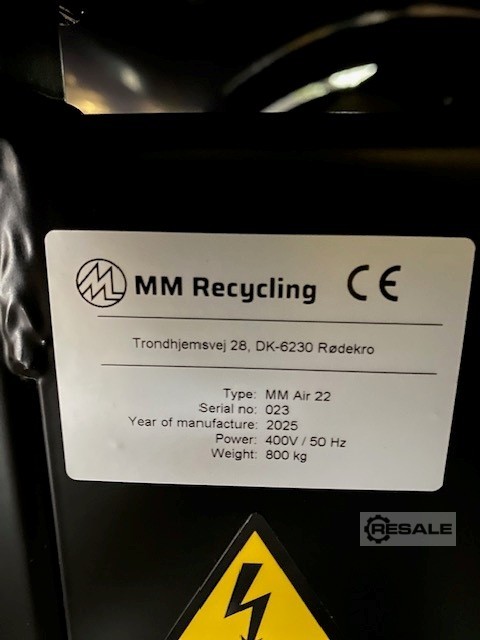 MM Recycling CE
Trondhjemsvej 28, DK-6230 Rødekro
Type: MM Air 22
Serial no: 023
Year of manufacture: 2025
Power: 400V / 50 Hz
Weight: 800 kg
RESALE